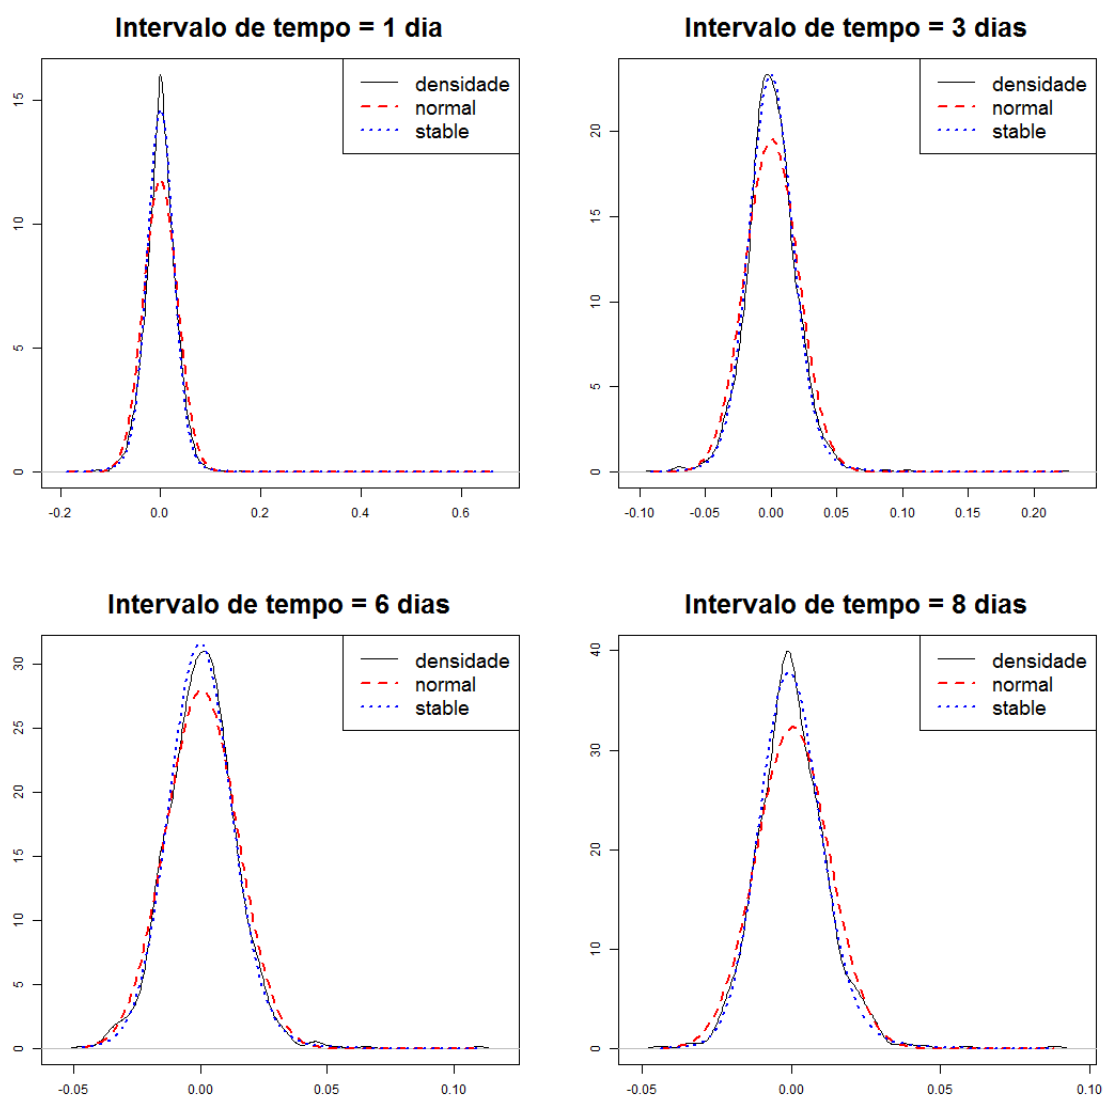 Intervalo de tempo = 1 dia
densidade
normal
stable
15
10
5
0
-0.2
0.0
0.2
0.4
0.6
Intervalo de tempo = 3 dias
densidade
normal
stable
20
15
10
5
0
-0.10
-0.05
0.00
0.05
0.10
0.15
0.20
Intervalo de tempo = 6 dias
densidade
normal
stable
30
25
20
15
10
5
0
-0.05
0.00
0.05
0.10
Intervalo de tempo = 8 dias
densidade
normal
stable
40
30
20
10
0
-0.05
0.00
0.05
0.10